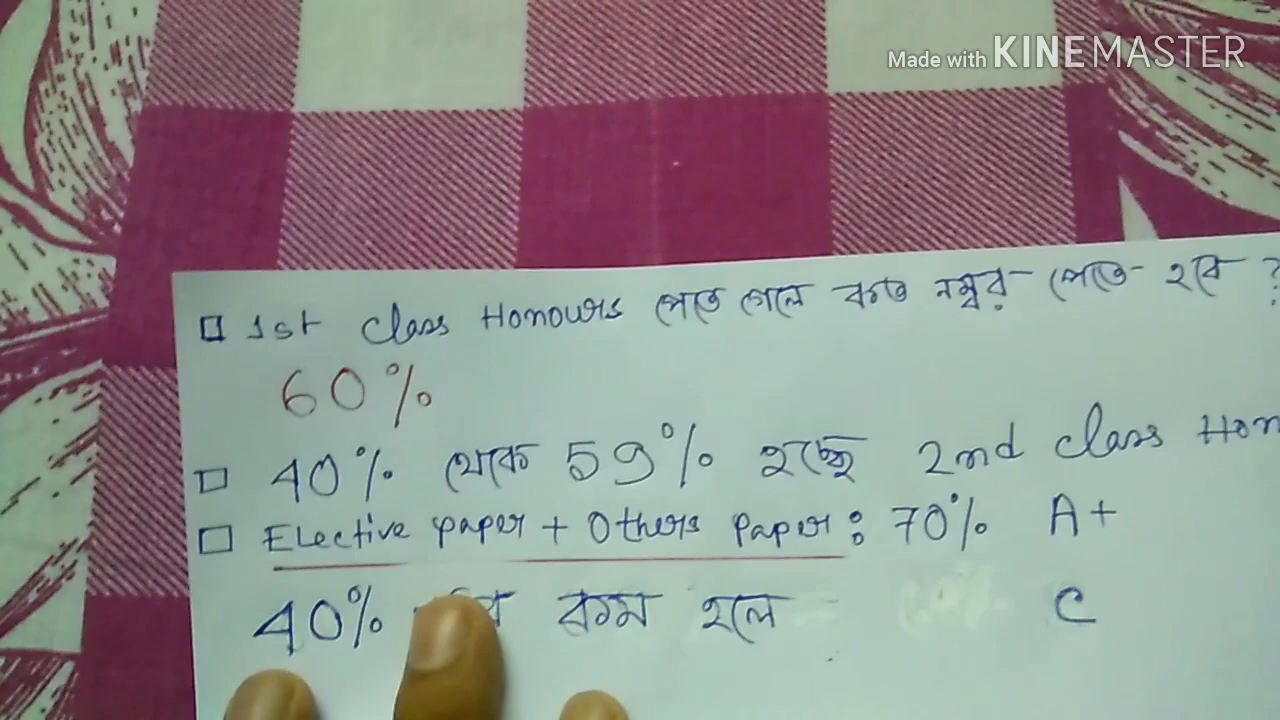 Made with KINEMASTER
1st Class Honours পেতে গেলে কত নম্বর পেতে হবে ?
60%
40% থেকে 59% হচ্ছে 2nd class Hon
Elective paper + Others Paper : 70% A+
40% কম হলে C